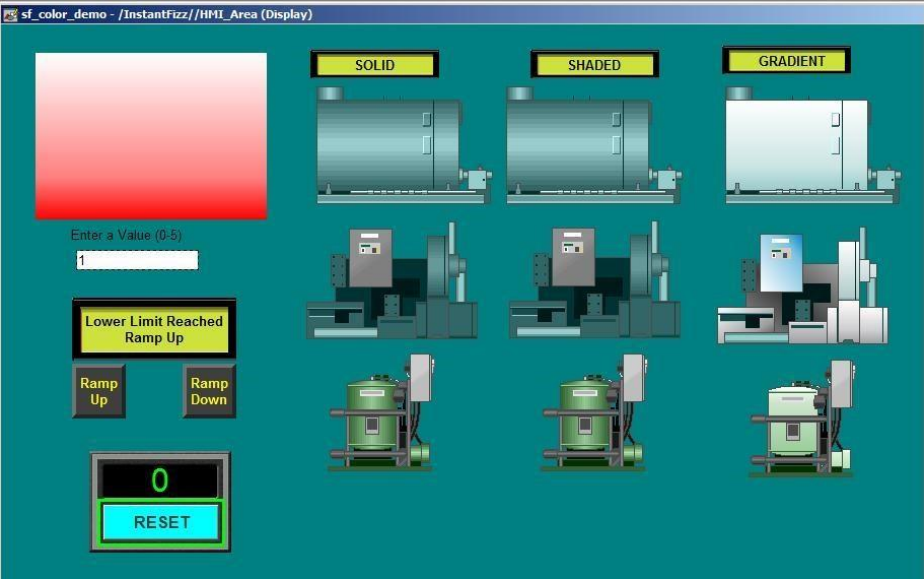 sf_color_demo - /InstantFizz//HMI_Area (Display)
SOLID
SHADED
GRADIENT
Enter a Value (0-5)
1
Lower Limit Reached
Ramp Up
Ramp
Up
Ramp
Down
0
RESET